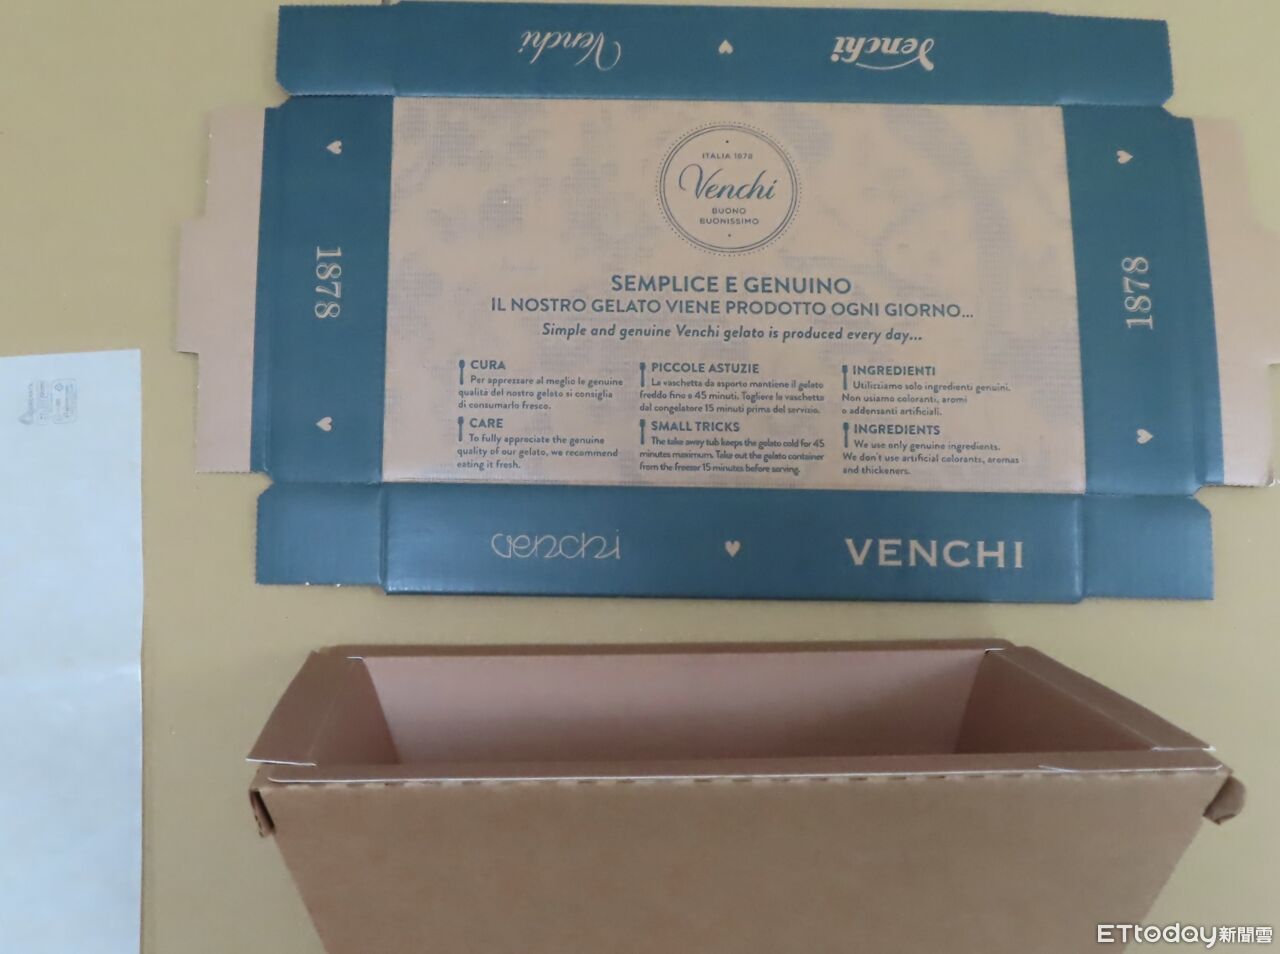 Venchi
Venchi
ITALIA 1878
Venchi
BUONO
BUONISSIMO
1878
1878
SEMPLICE E GENUINO
IL NOSTRO GELATO VIENE PRODOTTO OGNI GIORNO...
Simple and genuine Venchi gelato is produced every day...
CURA
Per apprezzare al meglio le genuine
qualità del nostro gelato si consiglia
di consumarlo fresco.
CARE
To fully appreciate the genuine
quality of our gelato, we recommend
eating it fresh.
PICCOLE ASTUZIE
La vaschetta da asporto mantiene il gelato
freddo fino a 45 minuti. Togliere la vaschetta
dal congelatore 15 minuti prima del servizio.
SMALL TRICKS
The take away tub keeps the gelato cold for 45
minutes maximum. Take out the gelato container
from the freezer 15 minutes before serving.
INGREDIENTI
Utilizziamo solo ingredienti genuini.
Non usiamo coloranti, aromi
o addensanti artificiali.
INGREDIENTS
We use only genuine ingredients.
We don't use artificial colorants, aromas
and thickeners.
venchi
VENCHI
ETtoday新聞雲